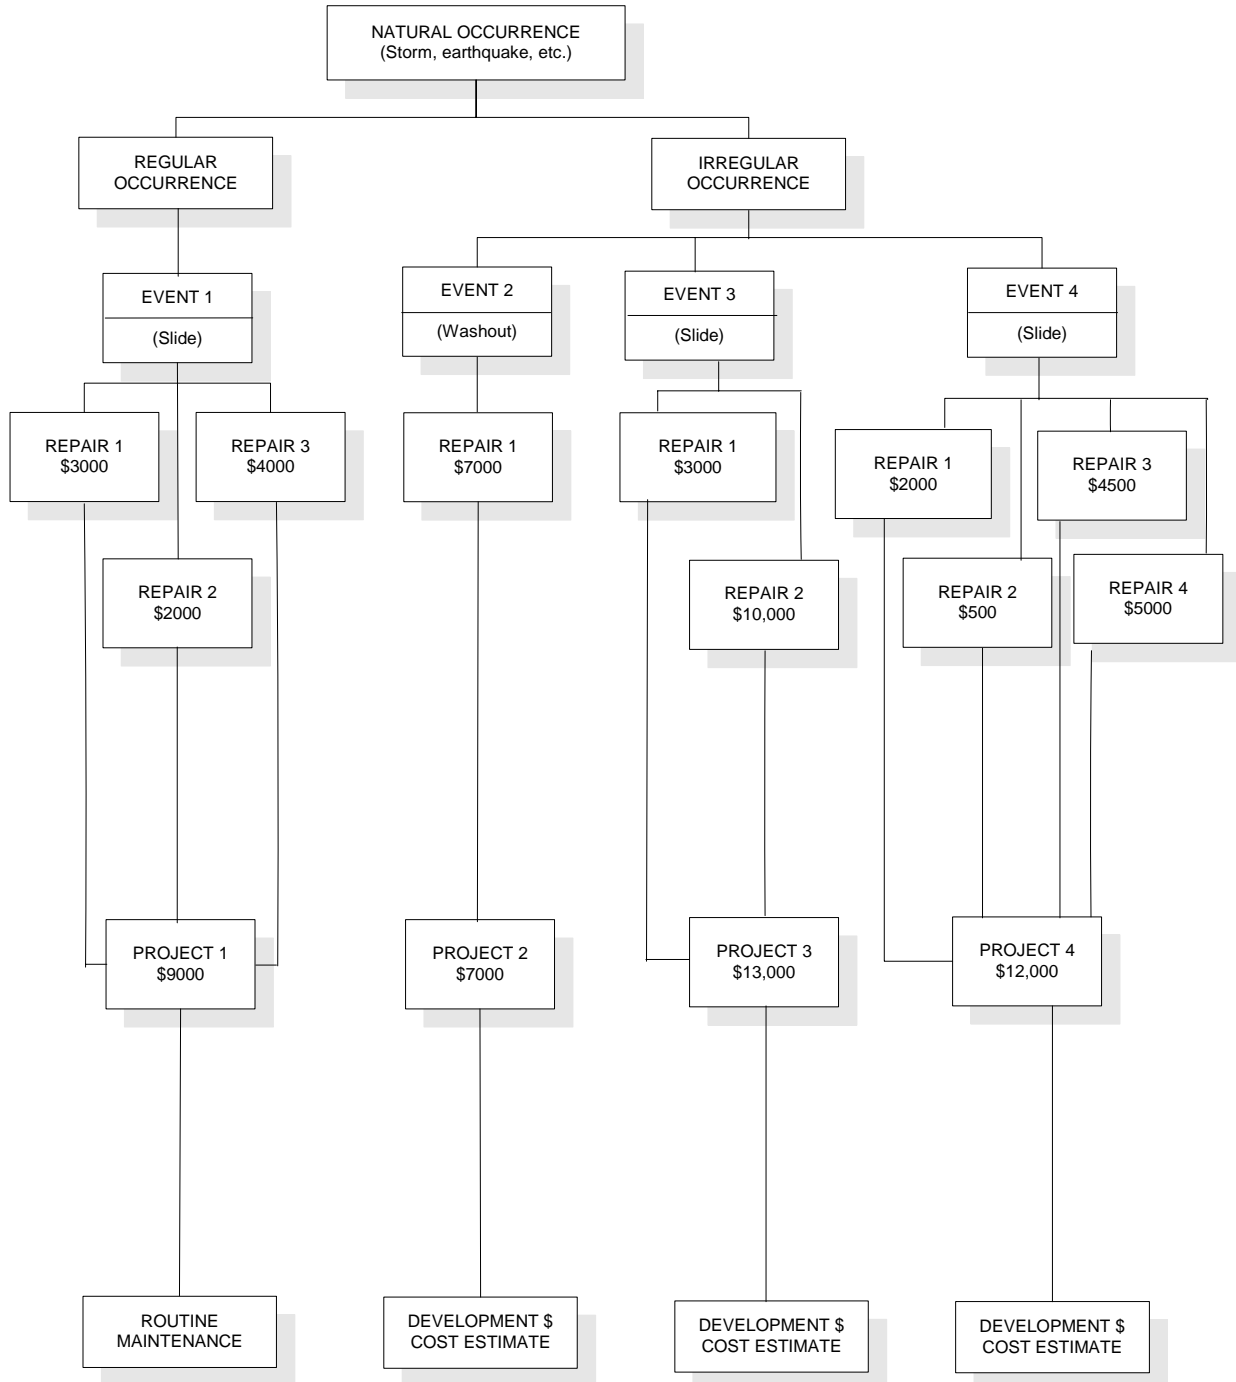 NATURAL OCCURRENCE
(Storm, earthquake, etc.)
REGULAR
OCCURRENCE
IRREGULAR
OCCURRENCE
EVENT 1
(Slide)
EVENT 2
(Washout)
EVENT 3
(Slide)
EVENT 4
(Slide)
REPAIR 1
$3000
REPAIR 3
$4000
REPAIR 2
$2000
REPAIR 1
$7000
REPAIR 1
$3000
REPAIR 2
$10,000
REPAIR 1
$2000
REPAIR 3
$4500
REPAIR 2
$500
REPAIR 4
$5000
PROJECT 1
$9000
PROJECT 2
$7000
PROJECT 3
$13,000
PROJECT 4
$12,000
ROUTINE
MAINTENANCE
DEVELOPMENT $
COST ESTIMATE
DEVELOPMENT $
COST ESTIMATE
DEVELOPMENT $
COST ESTIMATE